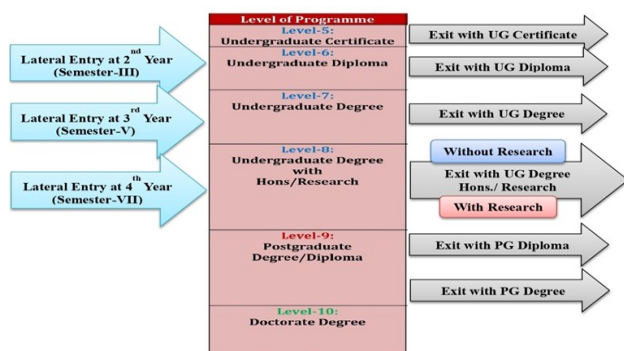 Level of Programme
Level-5:
Undergraduate Certificate
Level-6:
Undergraduate Diploma
Level-7:
Undergraduate Degree
Level-8:
Undergraduate Degree
with
Hons/Research
Level-9:
Postgraduate
Degree/Diploma
Level-10:
Doctorate Degree
Lateral Entry at 2nd Year
(Semester-III)
Lateral Entry at 3rd Year
(Semester-V)
Lateral Entry at 4th Year
(Semester-VII)
Exit with UG Certificate
Exit with UG Diploma
Exit with UG Degree
Without Research
Exit with UG Degree
Hons./ Research
With Research
Exit with PG Diploma
Exit with PG Degree